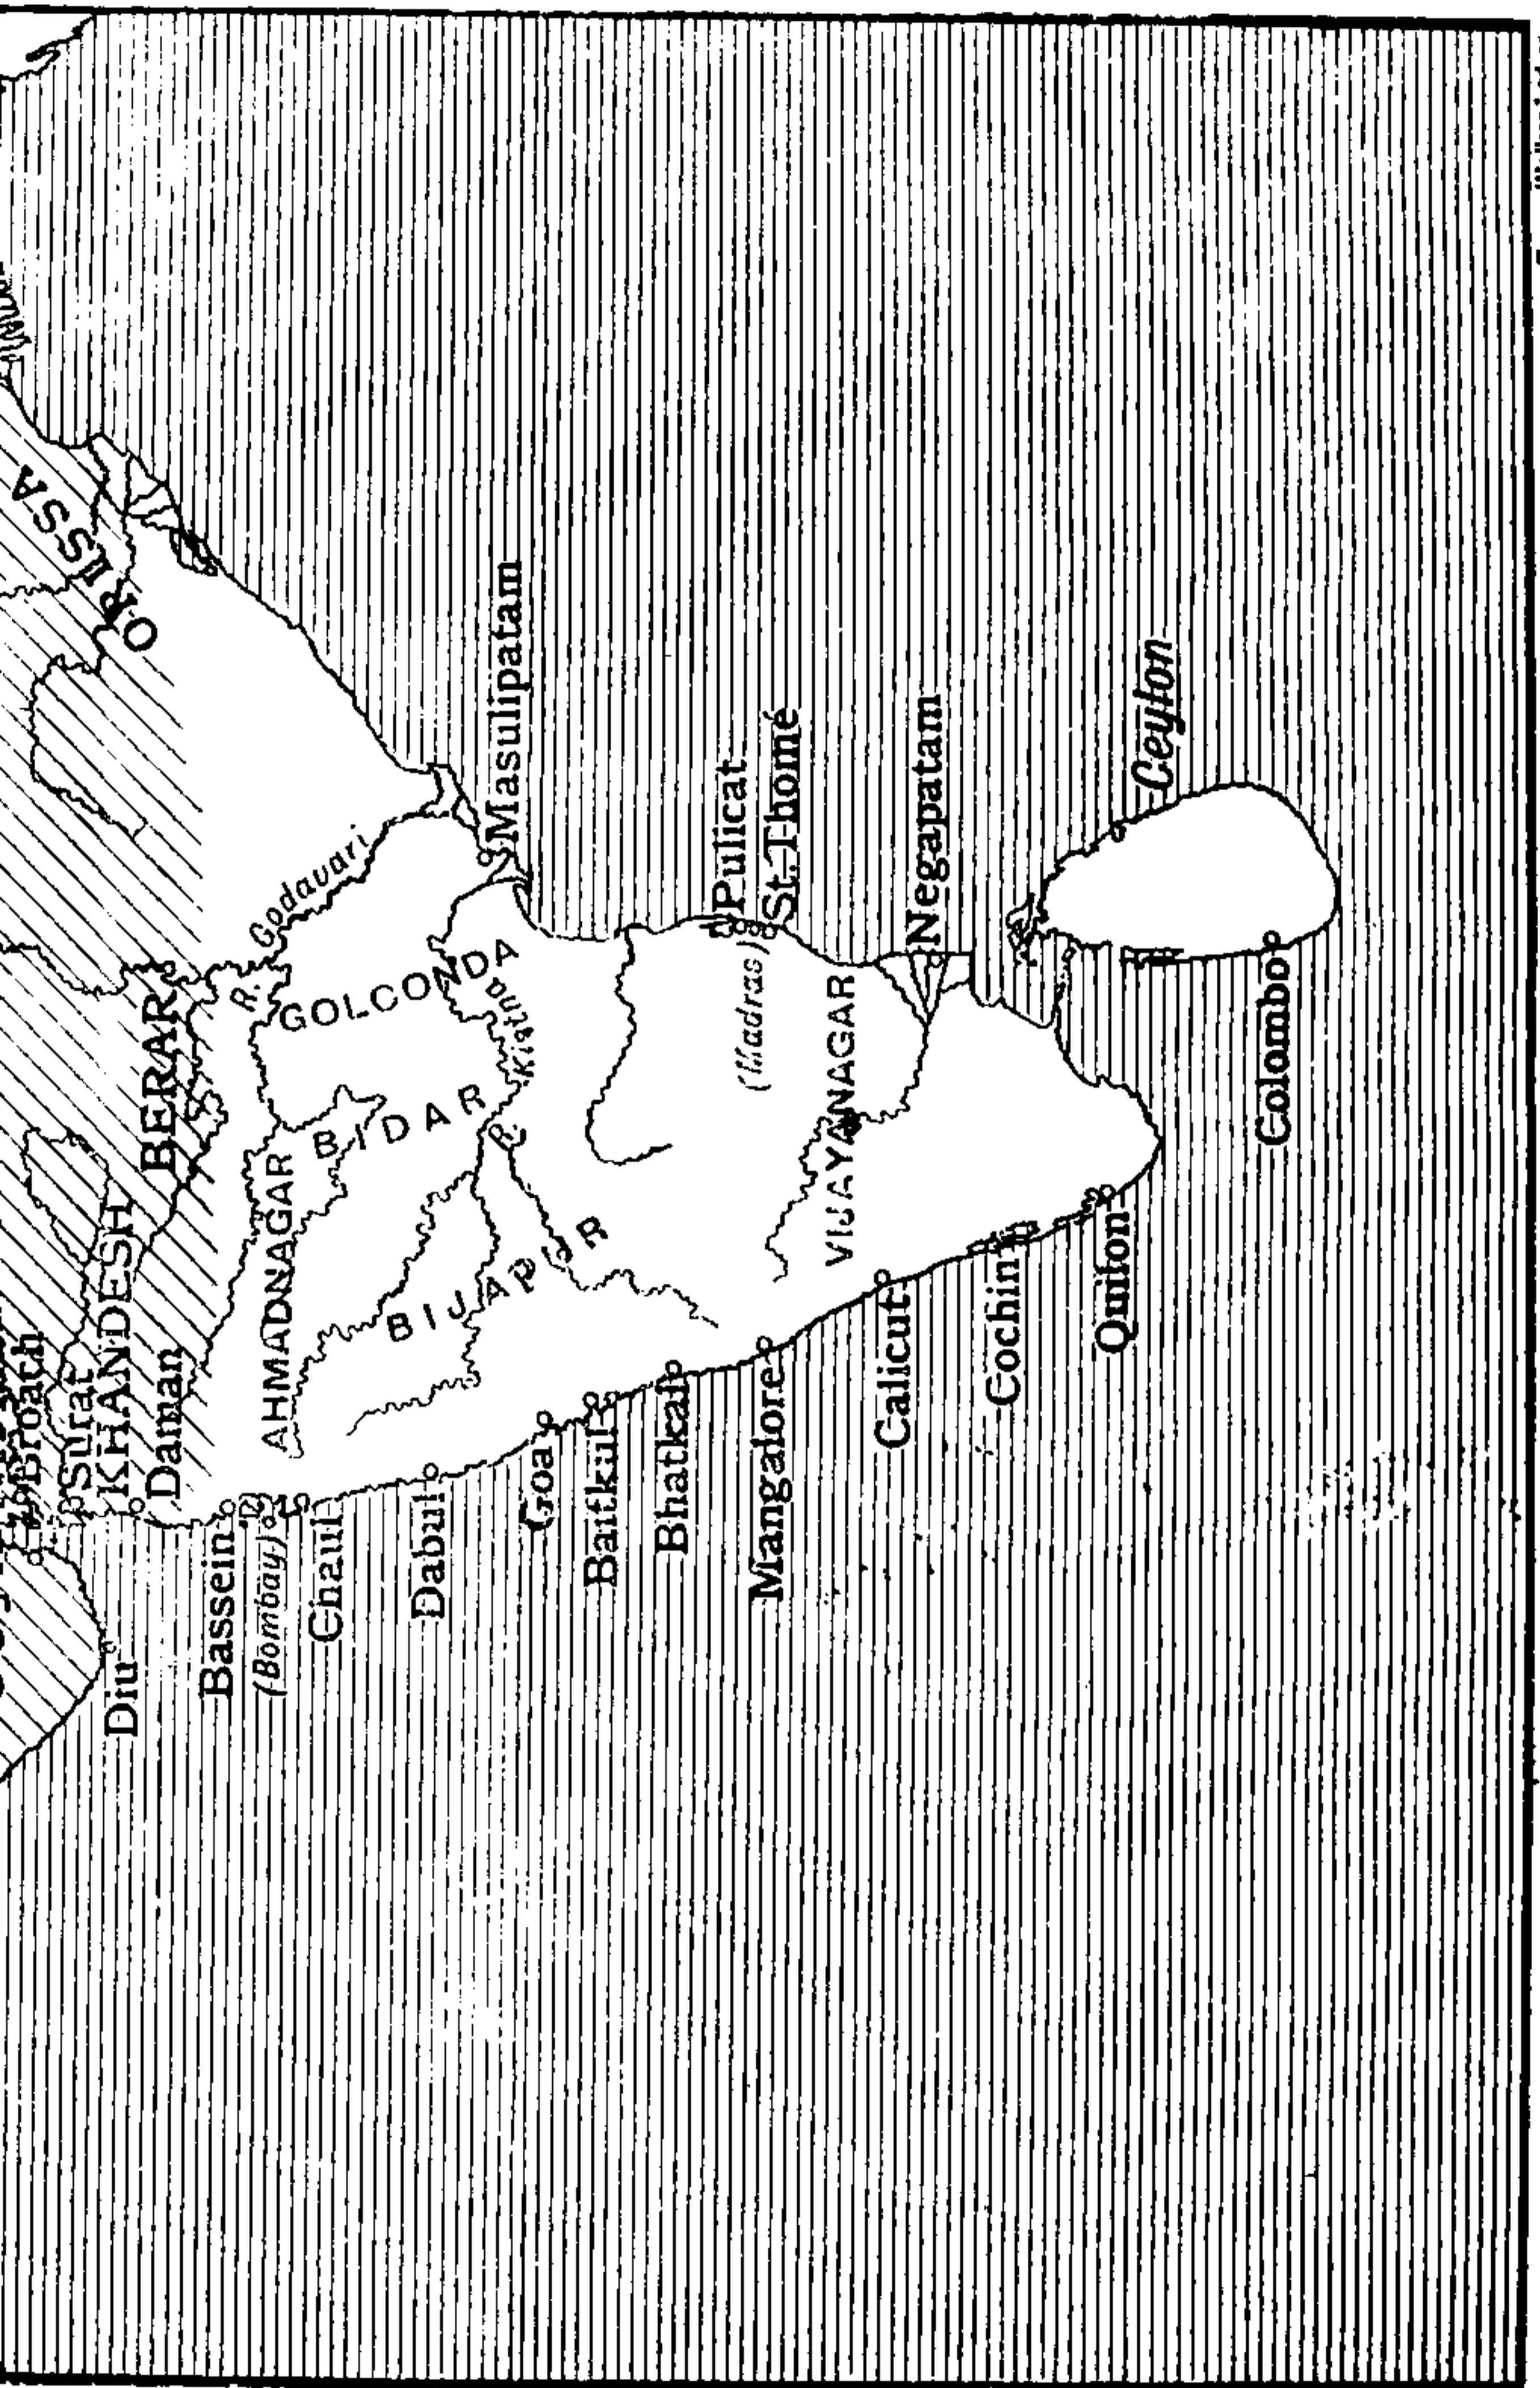 ORISSA
Broach
Surat
KHANDESH
Daman
BERAR
Diu
Bassein
(Bombay)
Chaul
AHMADNAGAR
BIDAR
GOLCONDA
R.
Godavari
Masulipatam
Dabul
BIJAPUR
R.
Kistna
Goa
Baitkul
Bhatkal
Mangalore
Pulicat
(Madras)
St. Thomé
VIJAYANAGAR
Calicut
Negapatam
Cochin
Quilon
Ceylon
Colombo